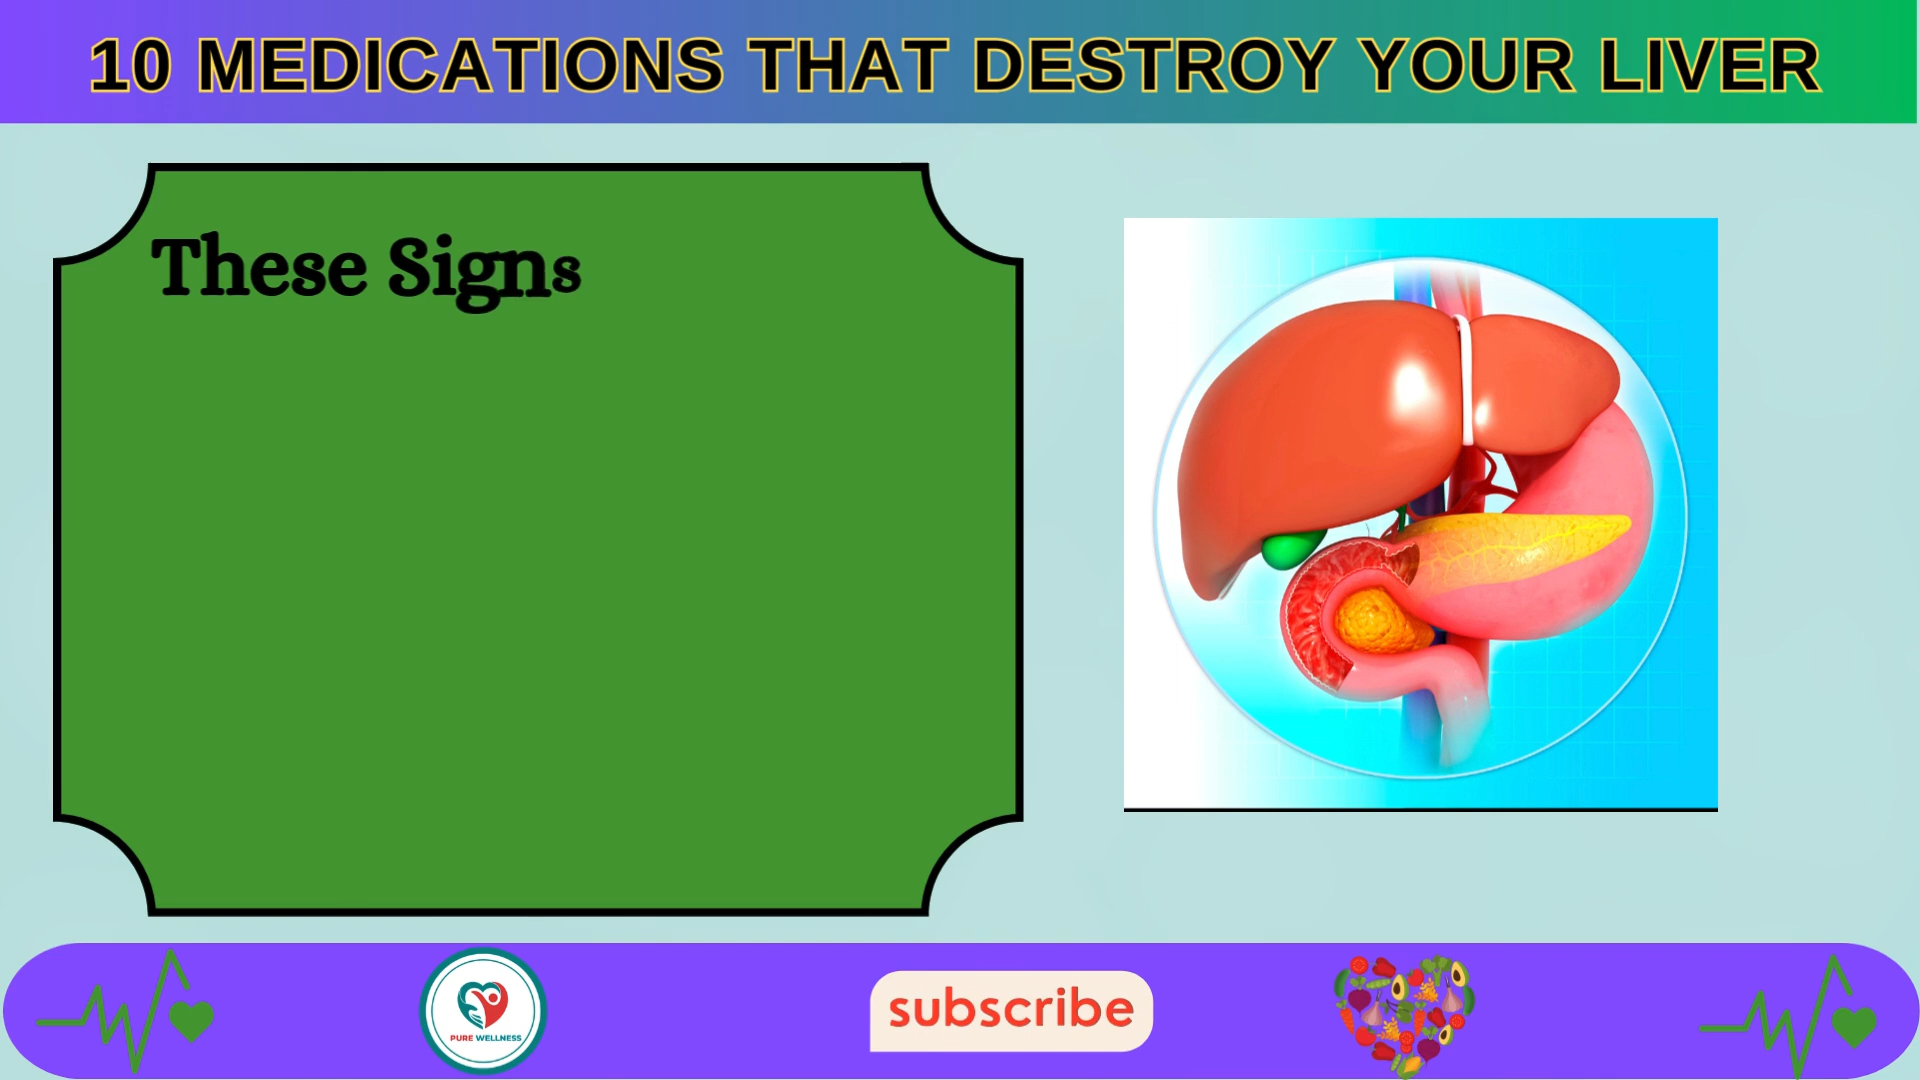 10 MEDICATIONS THAT DESTROY YOUR LIVER
These Signs
PURE WELLNESS
subscribe